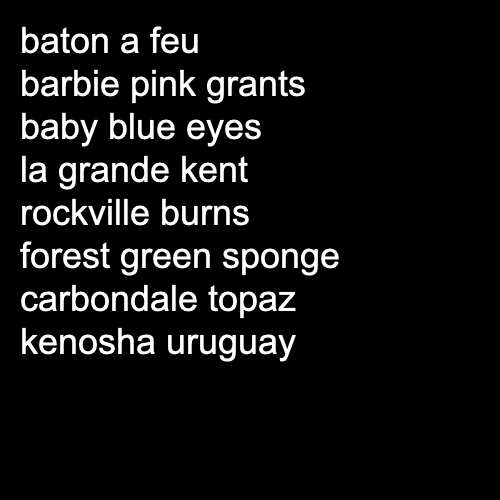 baton a feu
barbie pink grants
baby blue eyes
la grande kent
rockville burns
forest green sponge
carbondale topaz
kenosha uruguay